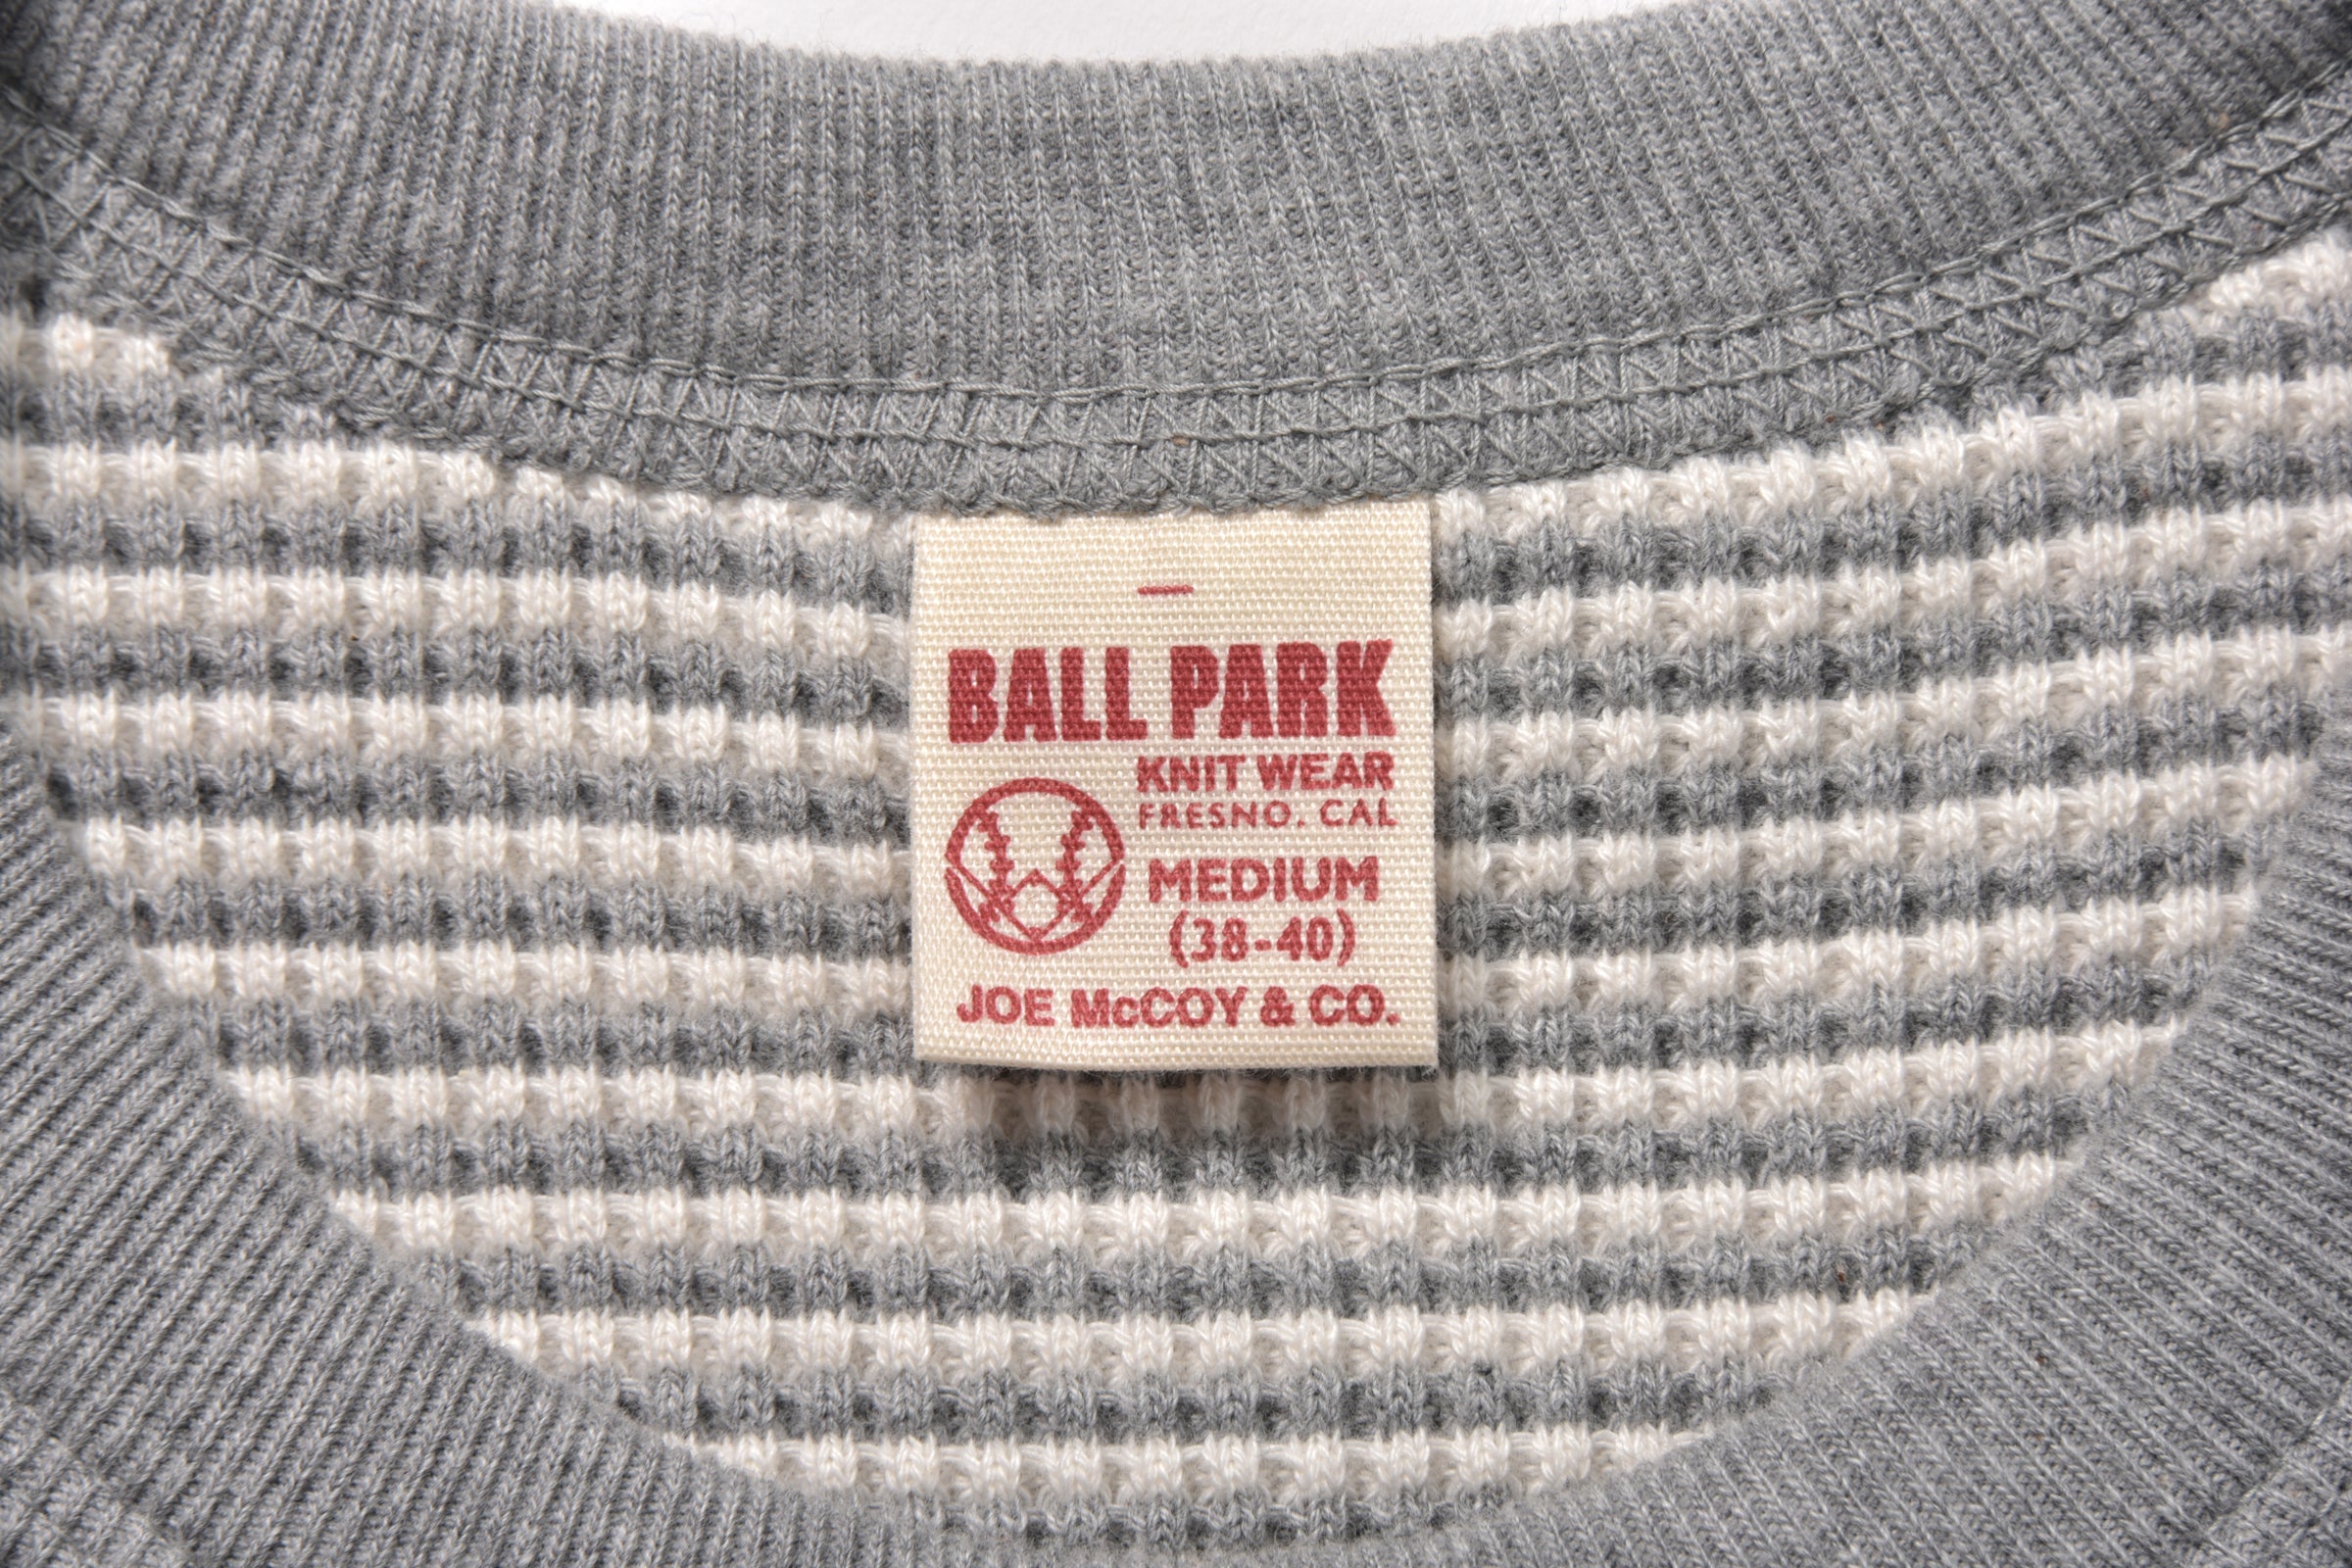 BALL PARK
KNIT WEAR
FRESNO. CAL
MEDIUM
(38-40)
JOE McCOY & CO.